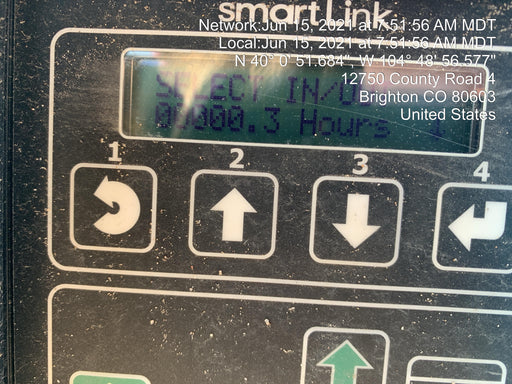 smartLink
Network:Jun 15, 2021 at 7:51:56 AM MDT
Local:Jun 15, 2021 at 7:51:56 AM MDT
N 40° 0' 51.684", W 104° 48' 56.577"
12750 County Road 4
Brighton CO 80603
United States
SELECT IN/OUT
00000.3 Hours
1 2 3 4